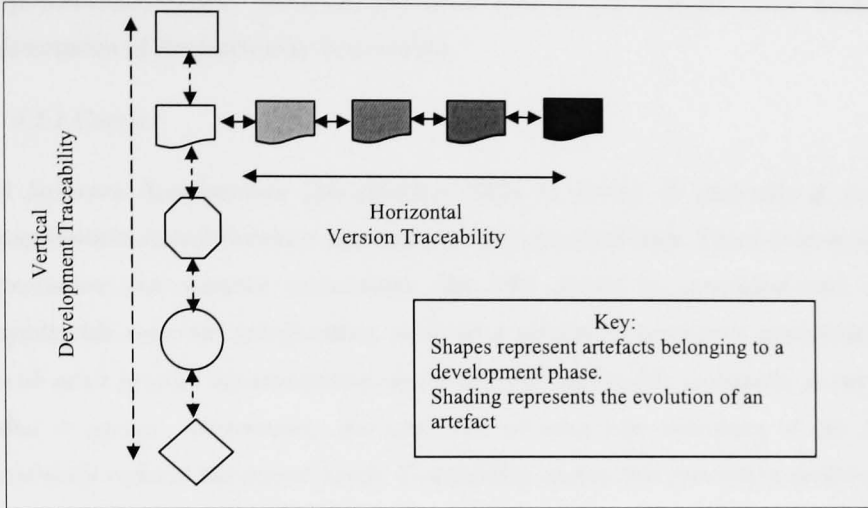 Vertical
Development Traceability
Horizontal
Version Traceability
Key:
Shapes represent artefacts belonging to a
development phase.
Shading represents the evolution of an
artefact